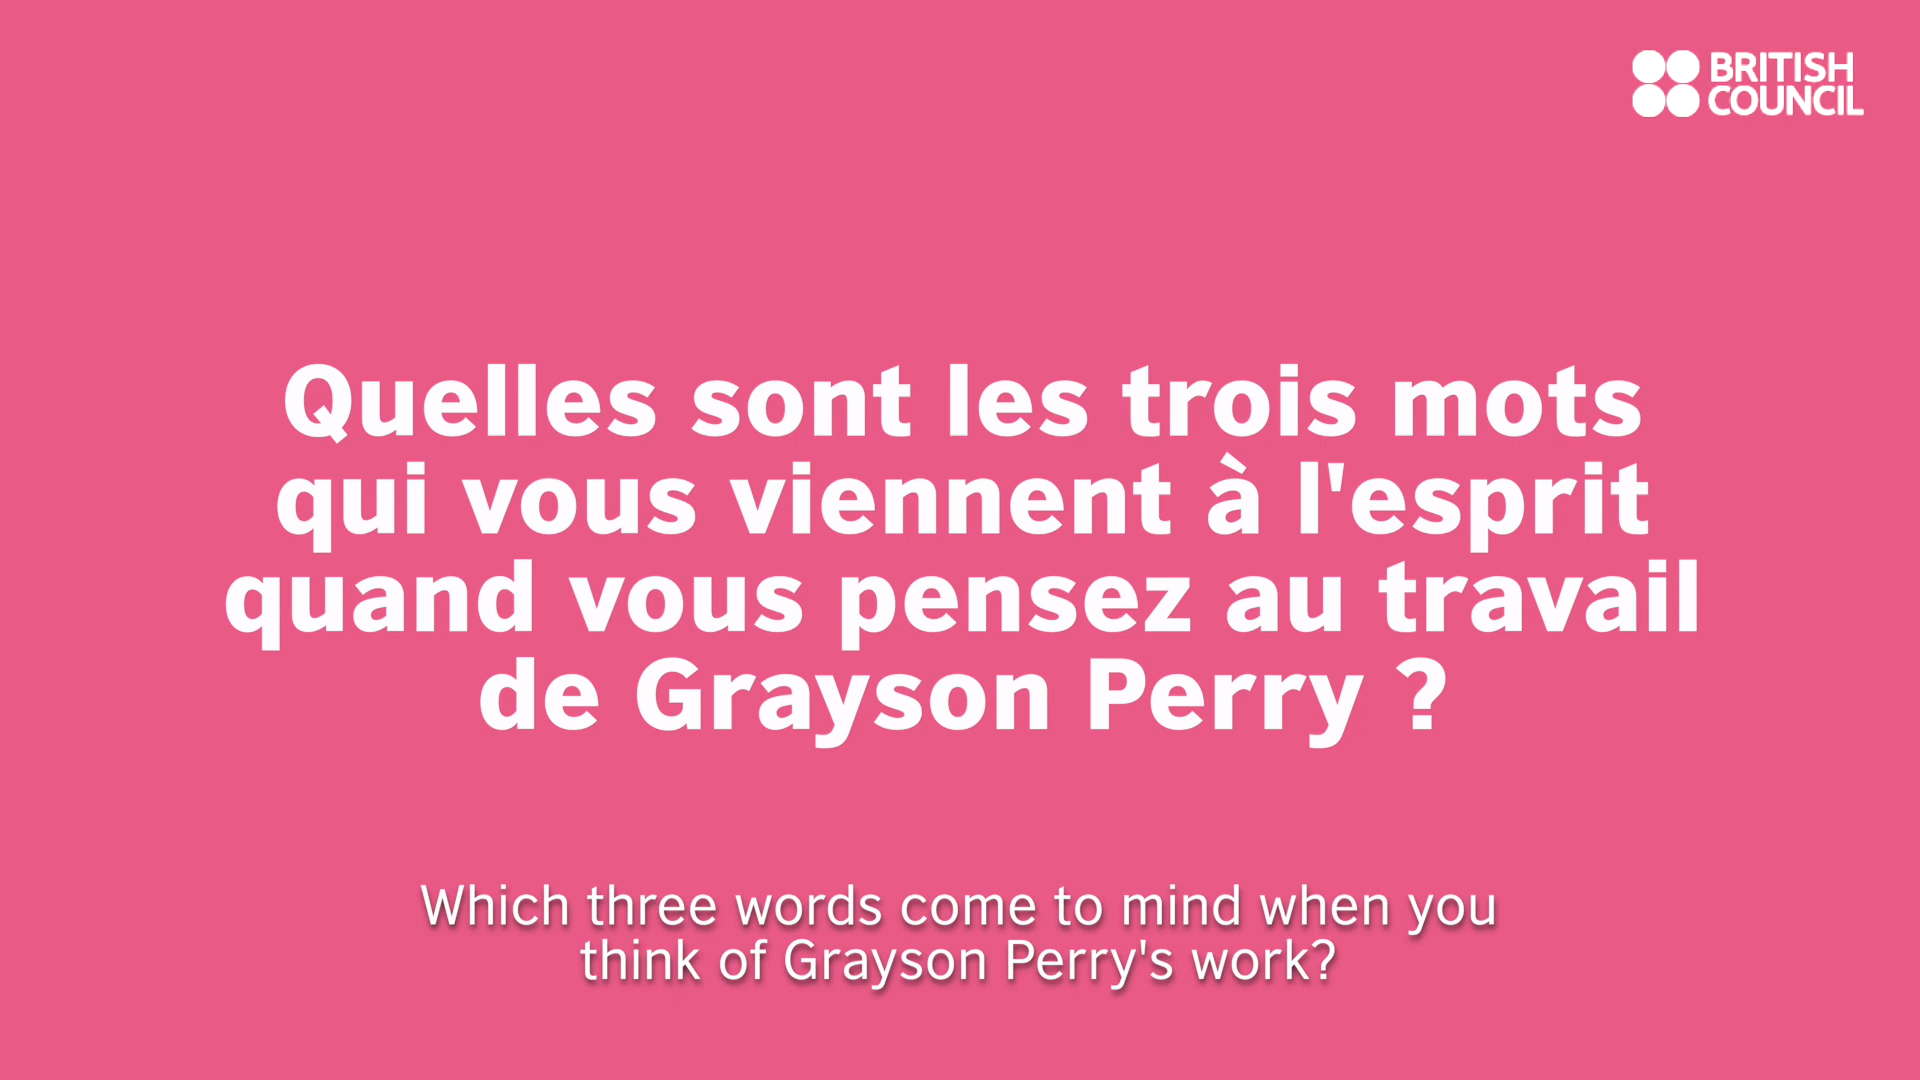 BRITISH
COUNCIL
Quelles sont les trois mots
qui vous viennent à l'esprit
quand vous pensez au travail
de Grayson Perry ?
Which three words come to mind when you
think of Grayson Perry's work?